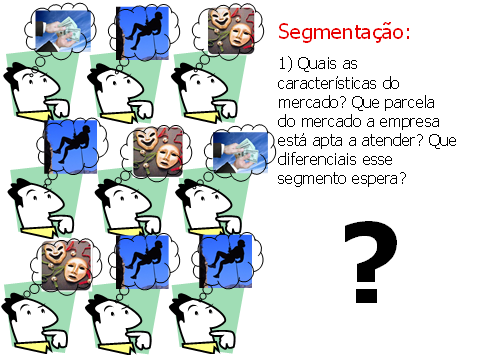 Segmentação:
1) Quais as
características do
mercado? Que parcela
do mercado a empresa
está apta a atender? Que
diferenciais esse
segmento espera?
?